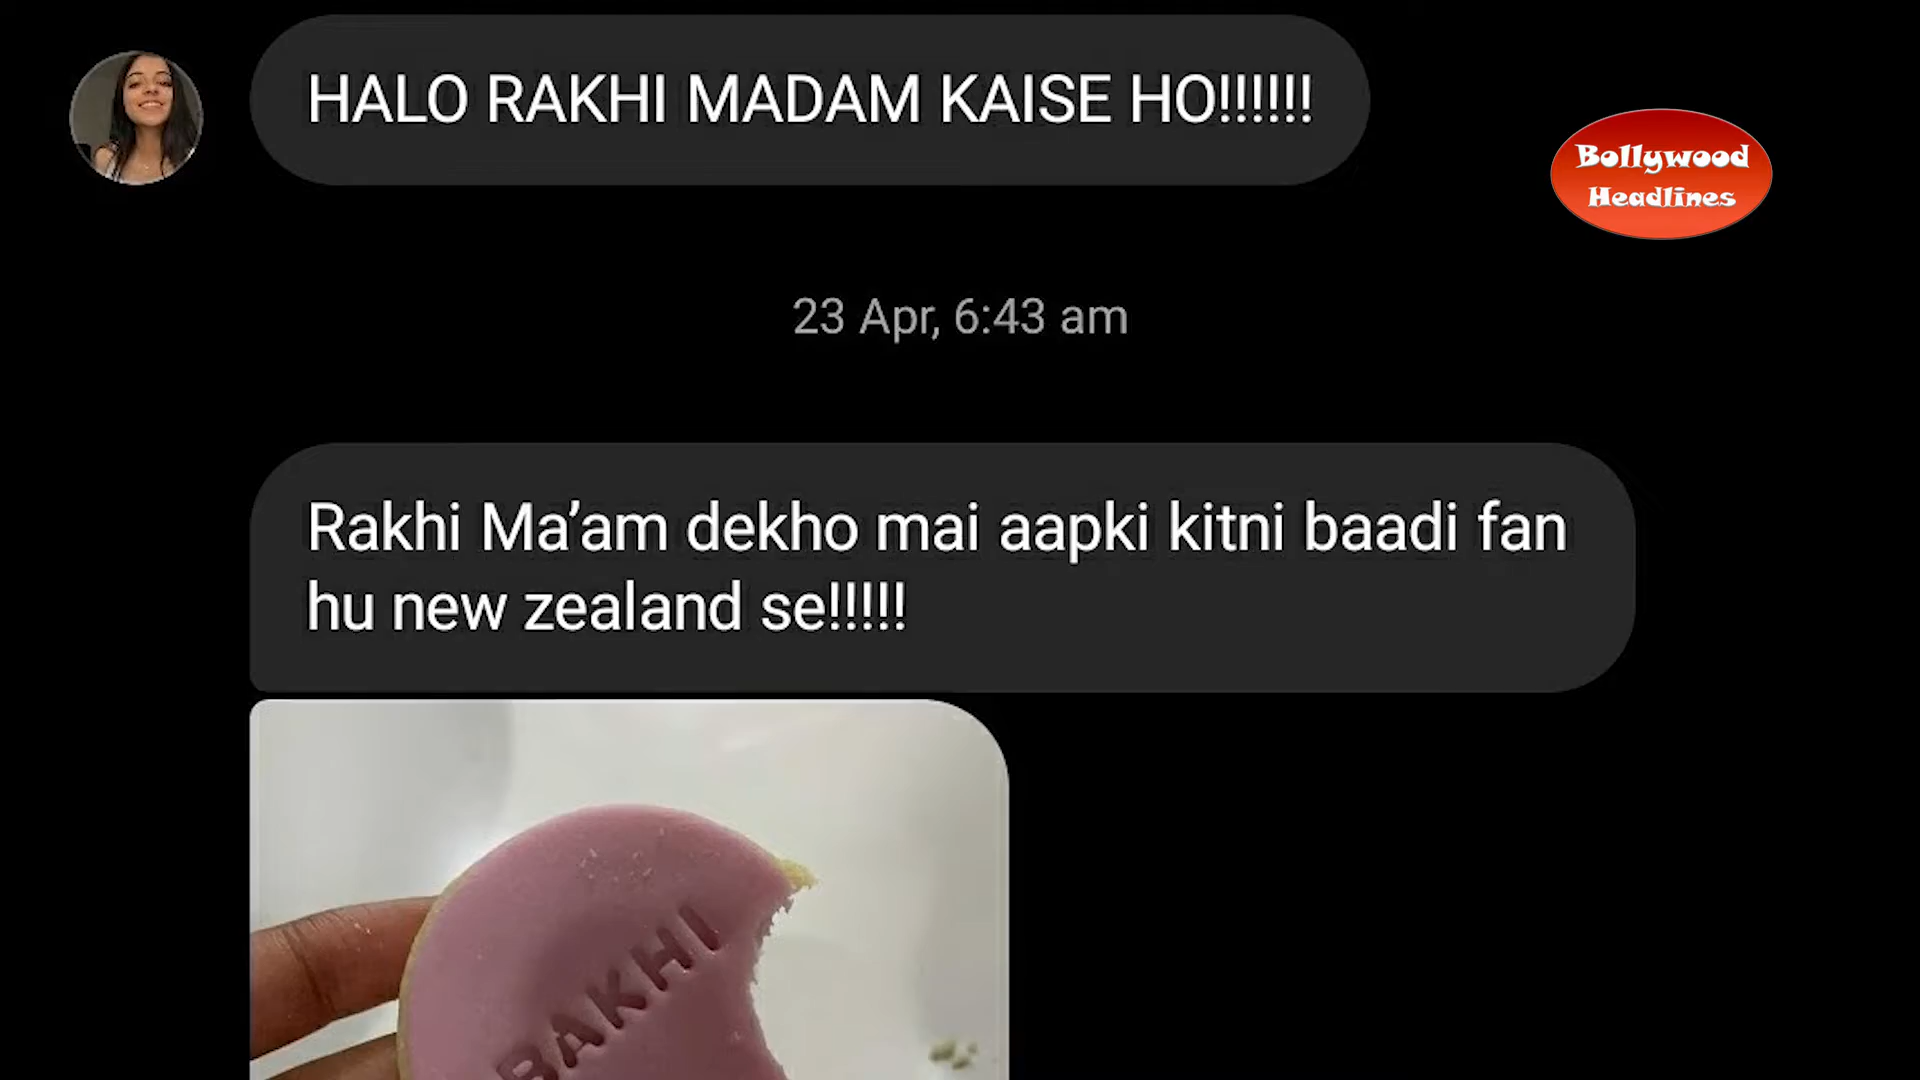 HALO RAKHI MADAM KAISE HO!!!!!!
Bollywood
Headlines
23 Apr, 6:43 am
Rakhi Ma’am dekho mai aapki kitni baadi fan
hu new zealand se!!!!!
RAKHI